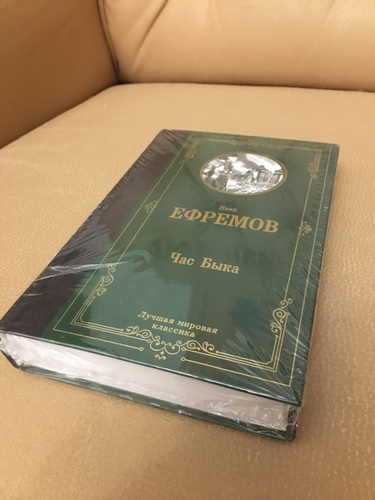 Иван
ЕФРЕМОВ
Час Быка
Лучшая мировая
классика